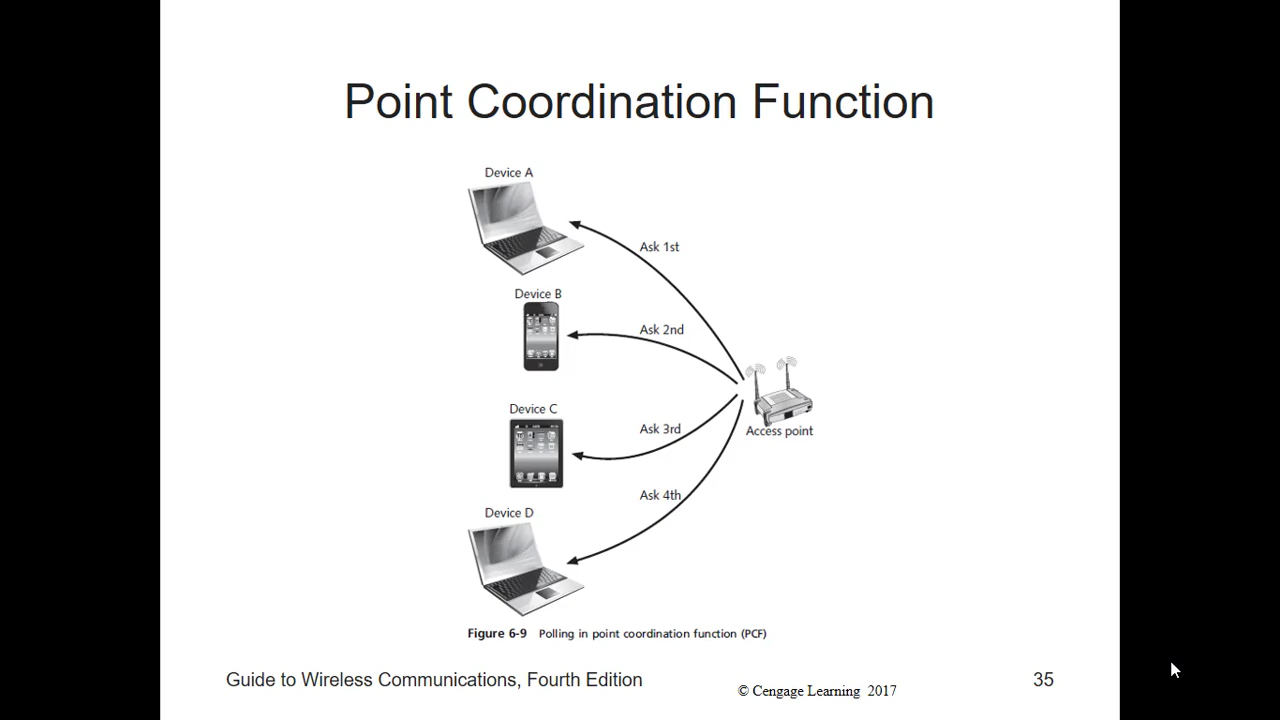 Point Coordination Function
Device A
Ask 1st
Device B
Ask 2nd
Device C
Ask 3rd
Access point
Ask 4th
Device D
Figure 6-9 Polling in point coordination function (PCF)
Guide to Wireless Communications, Fourth Edition
© Cengage Learning 2017
35